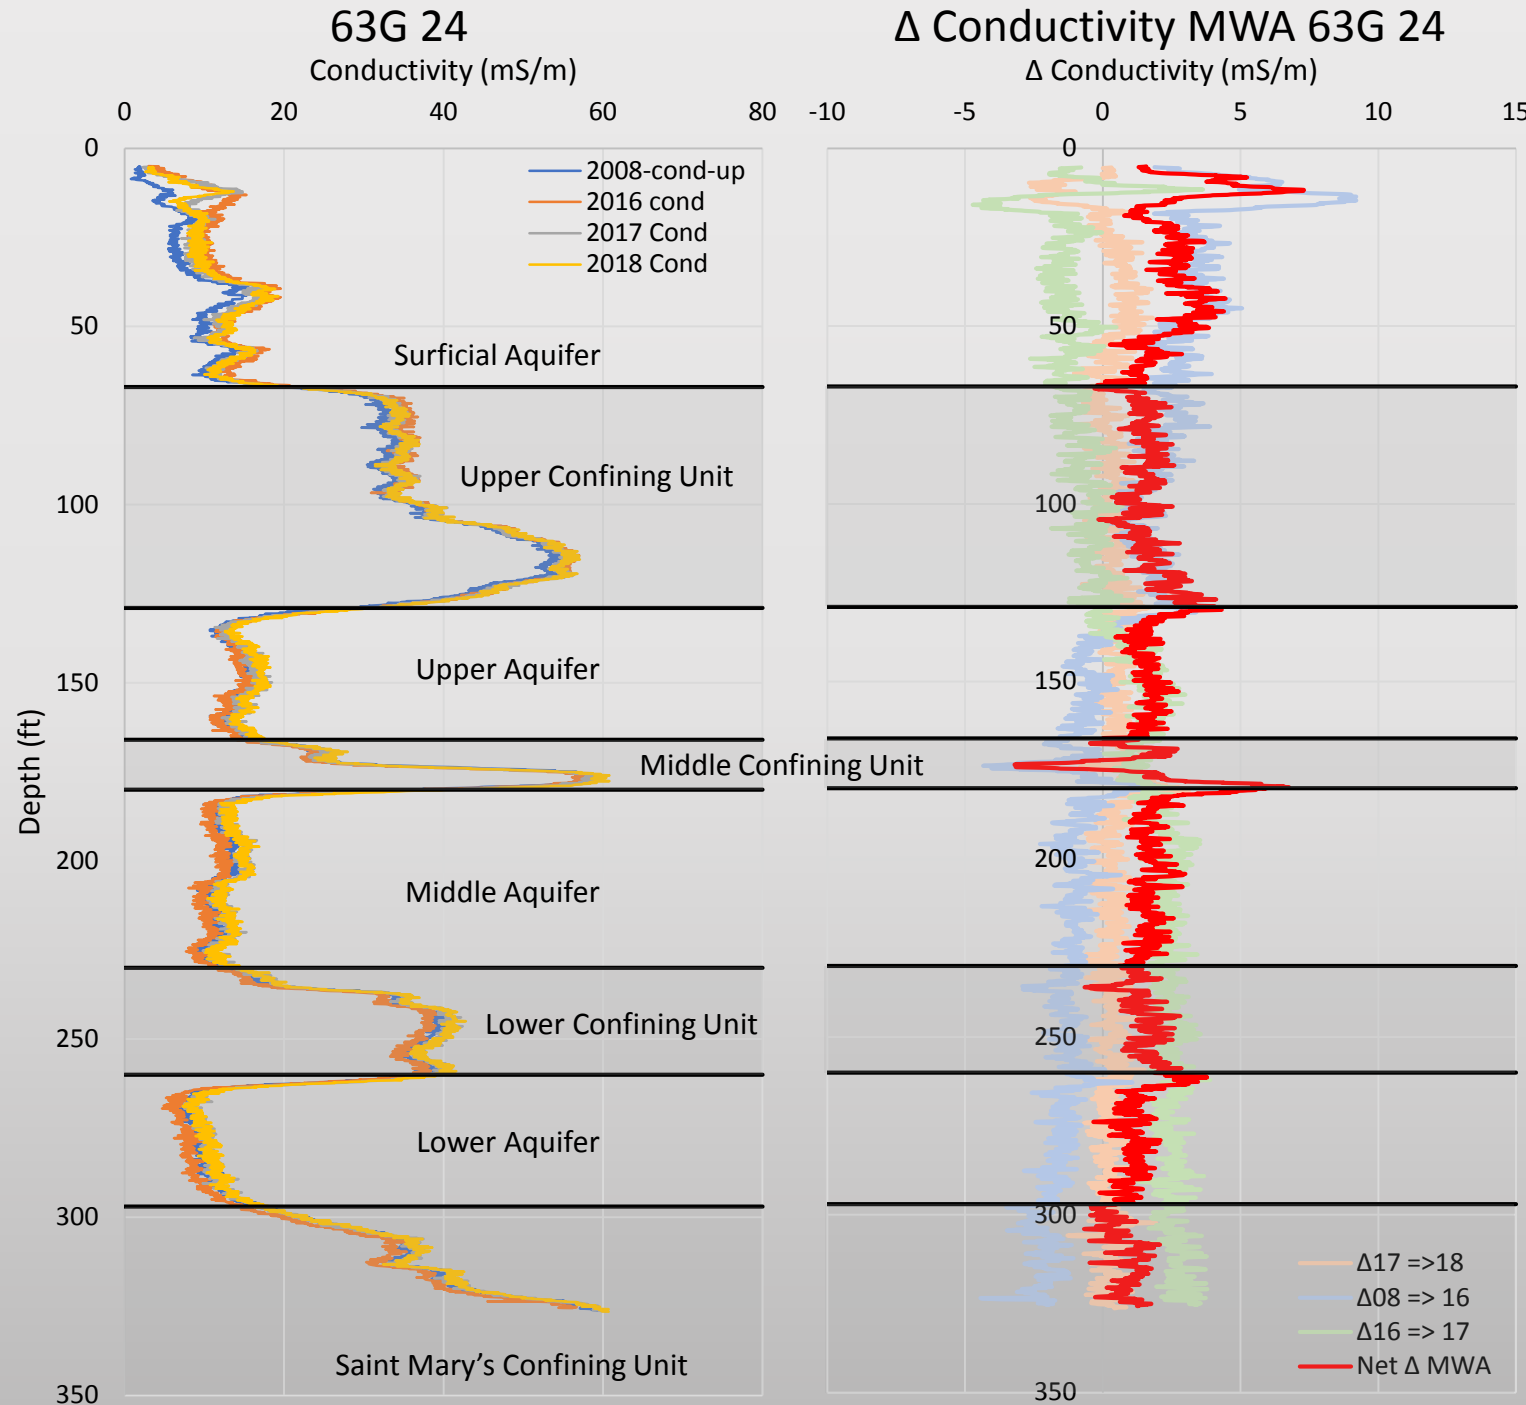 63G 24
Conductivity (mS/m)
0 20 40 60 80
0
50
100
150
200
250
300
350
Depth (ft)
2008-cond-up
2016 cond
2017 Cond
2018 Cond
Surficial Aquifer
Upper Confining Unit
Upper Aquifer
Middle Confining Unit
Middle Aquifer
Lower Confining Unit
Lower Aquifer
Saint Mary's Confining Unit
Δ Conductivity MWA 63G 24
Δ Conductivity (mS/m)
-10 -5 0 5 10 15
0
50
100
150
200
250
300
350
Δ17 =>18
Δ08 => 16
Δ16 => 17
Net Δ MWA